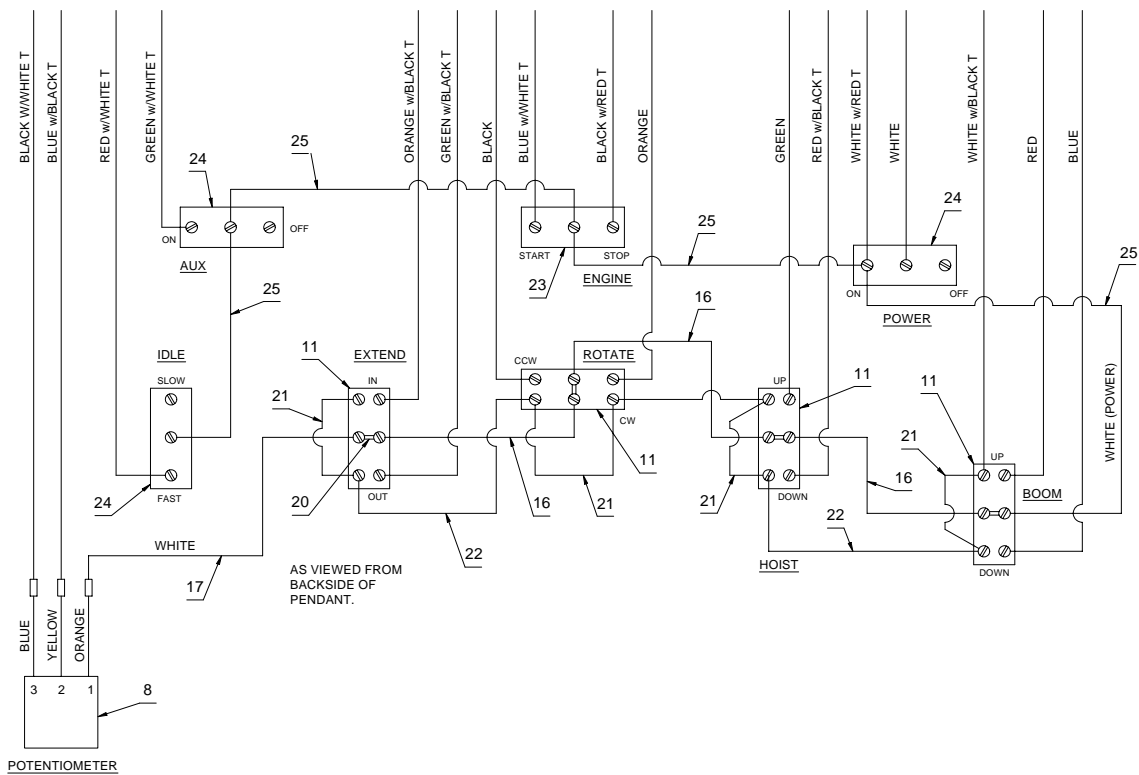 BLACK W/WHITE T
BLUE w/BLACK T
RED w/WHITE T
GREEN w/WHITE T
ORANGE w/BLACK T
GREEN w/BLACK T
BLACK
BLUE w/WHITE T
BLACK w/RED T
ORANGE
GREEN
RED w/BLACK T
WHITE w/RED T
WHITE
WHITE w/BLACK T
RED
BLUE
24
25
ON
OFF
AUX
25
START
STOP
23
ENGINE
25
24
ON
OFF
POWER
25
WHITE (POWER)
IDLE
SLOW
FAST
24
11
EXTEND
IN
21
20
OUT
22
16
CCW
ROTATE
16
CW
11
21
UP
11
21
DOWN
HOIST
16
22
11
21
UP
BOOM
DOWN
WHITE
17
AS VIEWED FROM
BACKSIDE OF
PENDANT.
BLUE
YELLOW
ORANGE
3 2 1
8
POTENTIOMETER